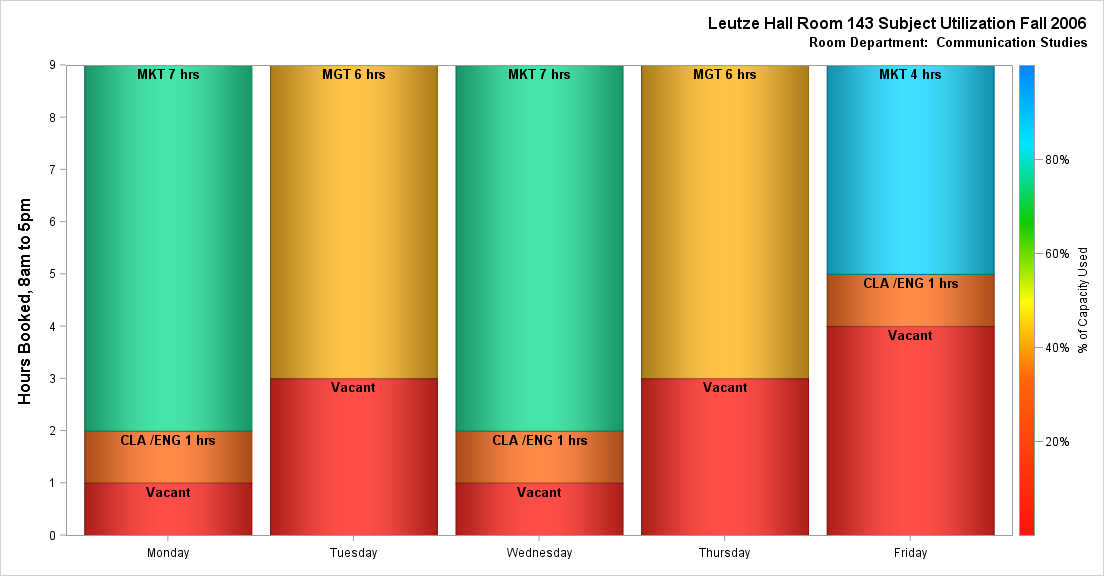 Leutze Hall Room 143 Subject Utilization Fall 2006
Room Department:  Communication Studies
Hours Booked, 8am to 5pm
9
8
7
6
5
4
3
2
1
0
MKT 7 hrs
CLA /ENG 1 hrs
Vacant
MGT 6 hrs
Vacant
MKT 7 hrs
CLA /ENG 1 hrs
Vacant
MGT 6 hrs
Vacant
MKT 4 hrs
CLA /ENG 1 hrs
Vacant
Monday
Tuesday
Wednesday
Thursday
Friday
80%
60%
40%
20%
% of Capacity Used